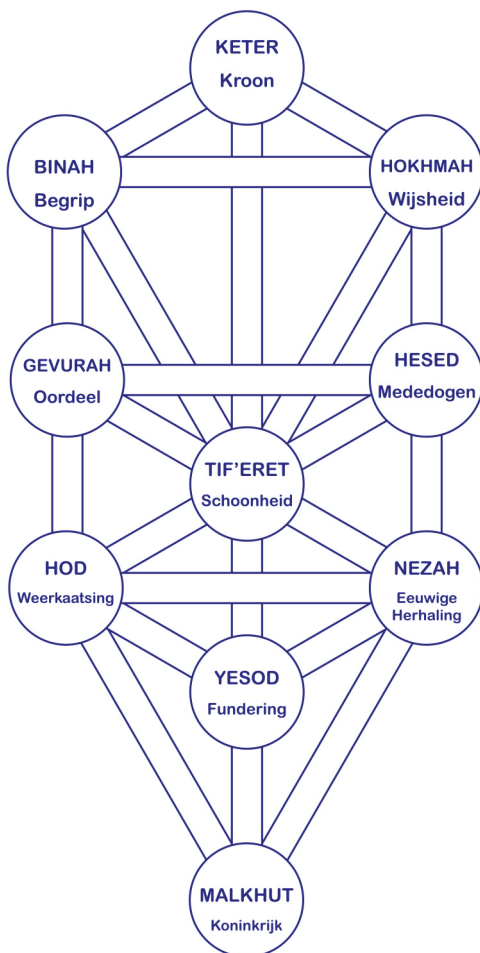 KETER
Kroon
BINAH
Begrip
HOKHMAH
Wijsheid
GEVURAH
Oordeel
HESED
Mededogen
TIF'ERET
Schoonheid
HOD
Weerkaatsing
NEZAH
Eeuwige
Herhaling
YESOD
Fundering
MALKHUT
Koninkrijk